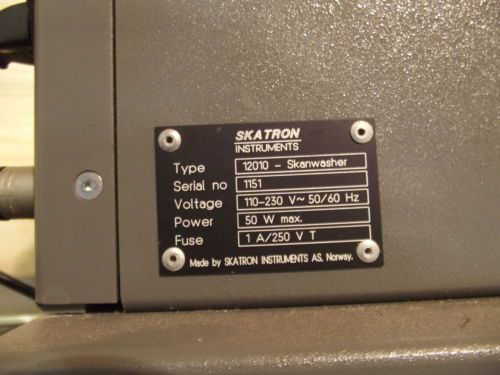 SKATRON
INSTRUMENTS
Type 12010 - Skanwasher
Serial no 1151
Voltage 110-230 V~ 50/60 Hz
Power 50 W max.
Fuse 1 A/250 V T
Made by SKATRON INSTRUMENTS AS, Norway.